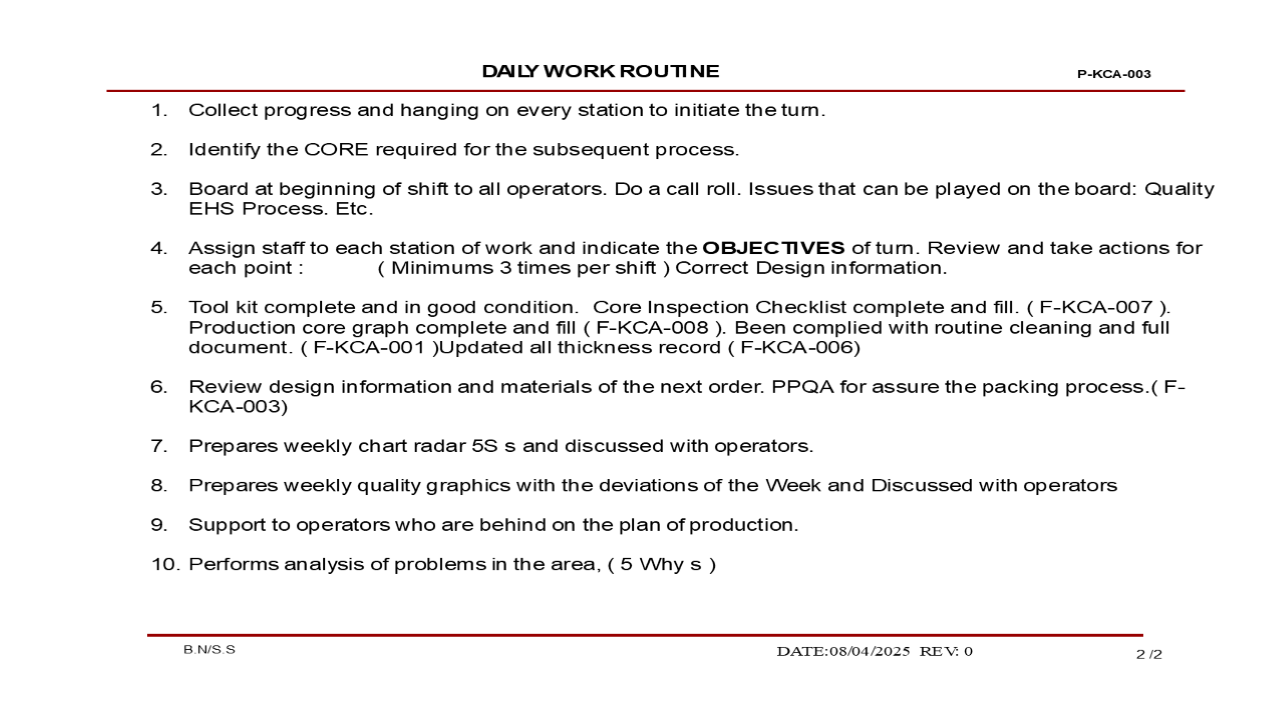 DAILY WORK ROUTINE
P-KCA-003
1. Collect progress and hanging on every station to initiate the turn.
2. Identify the CORE required for the subsequent process.
3. Board at beginning of shift to all operators. Do a call roll. Issues that can be played on the board: Quality
EHS Process. Etc.
4. Assign staff to each station of work and indicate the OBJECTIVES of turn. Review and take actions for
each point : ( Minimums 3 times per shift ) Correct Design information.
5. Tool kit complete and in good condition. Core Inspection Checklist complete and fill. ( F-KCA-007 ).
Production core graph complete and fill ( F-KCA-008 ). Been complied with routine cleaning and full
document. ( F-KCA-001 )Updated all thickness record ( F-KCA-006)
6. Review design information and materials of the next order. PPQA for assure the packing process.( F-
KCA-003)
7. Prepares weekly chart radar 5S s and discussed with operators.
8. Prepares weekly quality graphics with the deviations of the Week and Discussed with operators
9. Support to operators who are behind on the plan of production.
10. Performs analysis of problems in the area, ( 5 Why s )
B.N/S.S
DATE:08/04/2025 REV: 0
2 /2